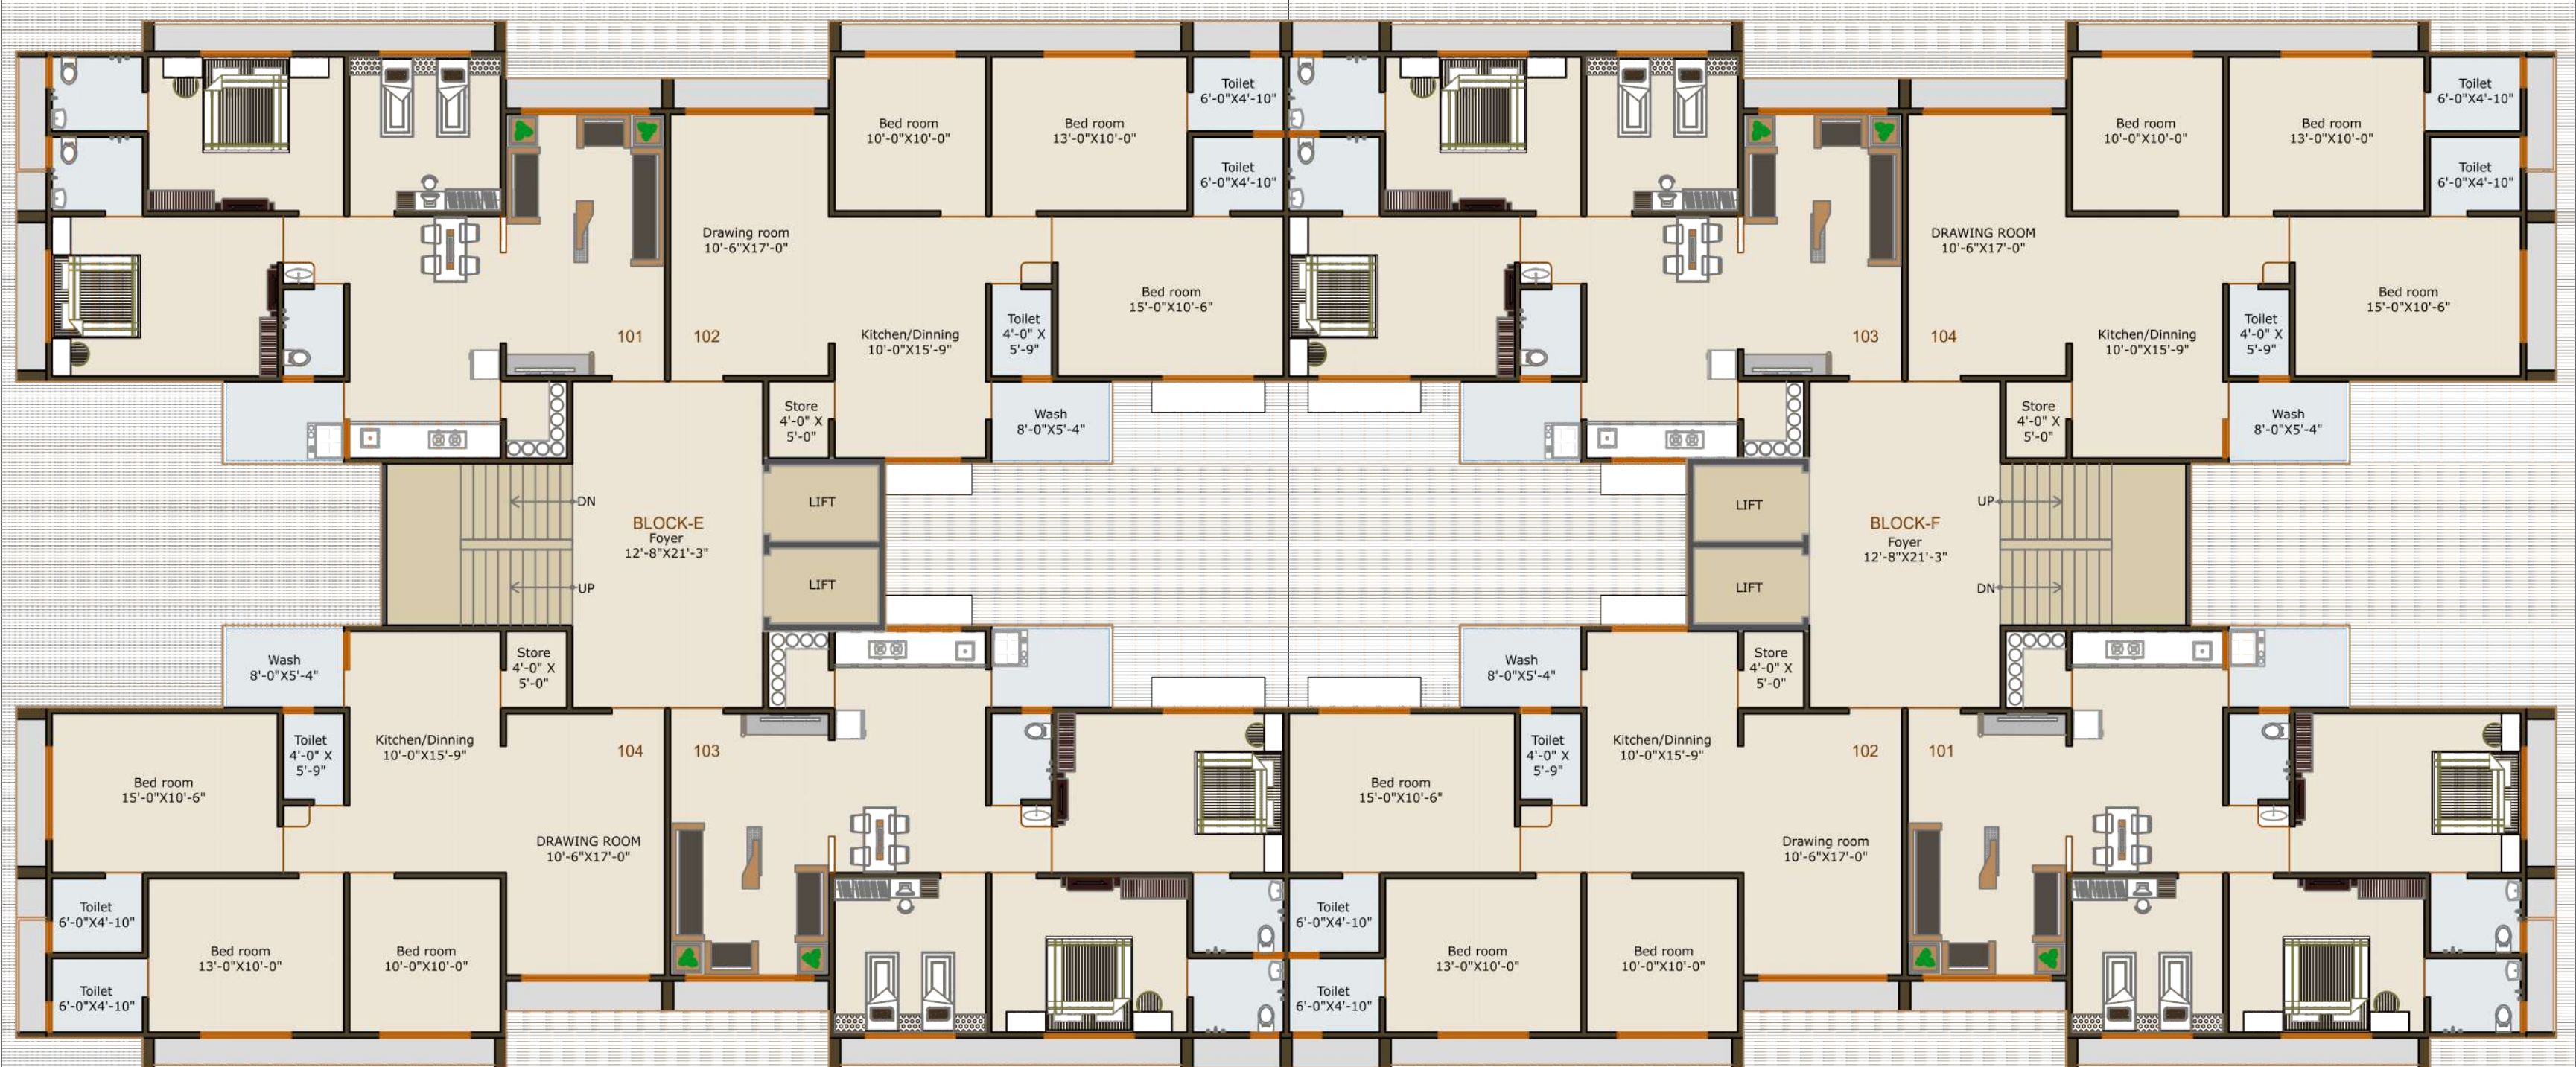 Toilet
6'-0"X4'-10"
Bed room
10'-0"X10'-0"
Bed room
13'-0"X10'-0"
Toilet
6'-0"X4'-10"
Drawing room
10'-6"X17'-0"
Kitchen/Dinning
10'-0"X15'-9"
Toilet
4'-0" X
5'-9"
Bed room
15'-0"X10'-6"
101
102
Store
4'-0" X
5'-0"
Wash
8'-0"X5'-4"
Bed room
10'-0"X10'-0"
Bed room
13'-0"X10'-0"
Toilet
6'-0"X4'-10"
Toilet
6'-0"X4'-10"
DRAWING ROOM
10'-6"X17'-0"
Kitchen/Dinning
10'-0"X15'-9"
Toilet
4'-0" X
5'-9"
Bed room
15'-0"X10'-6"
103
104
Store
4'-0" X
5'-0"
Wash
8'-0"X5'-4"
DN
UP
BLOCK-E
Foyer
12'-8"X21'-3"
LIFT
LIFT
LIFT
LIFT
BLOCK-F
Foyer
12'-8"X21'-3"
UP
DN
Wash
8'-0"X5'-4"
Store
4'-0" X
5'-0"
Bed room
15'-0"X10'-6"
Toilet
4'-0" X
5'-9"
Kitchen/Dinning
10'-0"X15'-9"
104
103
DRAWING ROOM
10'-6"X17'-0"
Toilet
6'-0"X4'-10"
Toilet
6'-0"X4'-10"
Bed room
13'-0"X10'-0"
Bed room
10'-0"X10'-0"
Wash
8'-0"X5'-4"
Store
4'-0" X
5'-0"
Bed room
15'-0"X10'-6"
Toilet
4'-0" X
5'-9"
Kitchen/Dinning
10'-0"X15'-9"
102
101
Drawing room
10'-6"X17'-0"
Toilet
6'-0"X4'-10"
Toilet
6'-0"X4'-10"
Bed room
13'-0"X10'-0"
Bed room
10'-0"X10'-0"